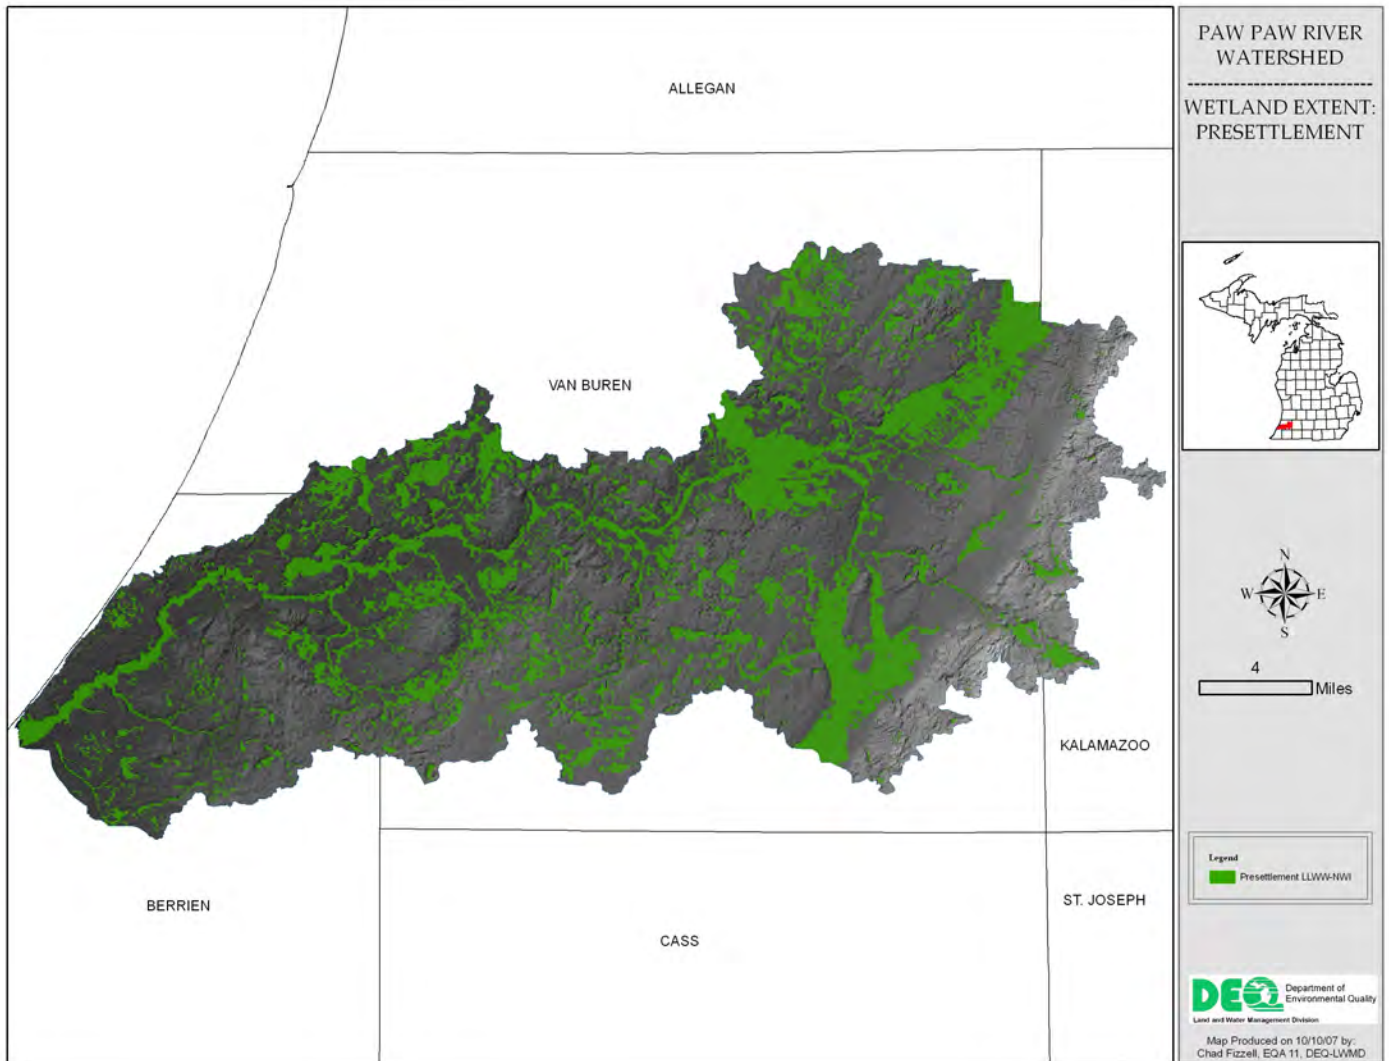 PAW PAW RIVER
WATERSHED
WETLAND EXTENT:
PRESETTLEMENT
ALLEGAN
VAN BUREN
KALAMAZOO
BERRIEN
CASS
ST. JOSEPH
N
W E
S
4
Miles
Legend
Presettlement LLWW-NWI
DEQ
Department of
Environmental Quality
Land and Water Management Division
Map Produced on 10/10/07 by:
Chad Fizzell, EQA 11, DEQ-LWMD